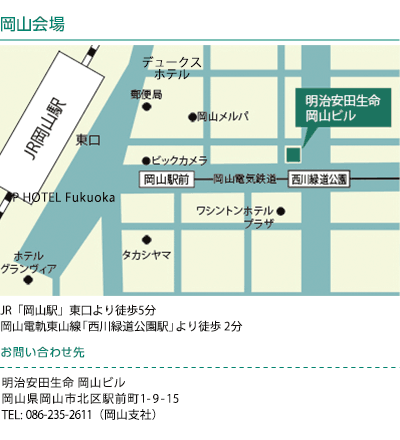 岡山会場
デュークス
ホテル
郵便局
岡山メルパ
明治安田生命
岡山ビル
JR岡山駅
東口
ビックカメラ
岡山駅前
岡山電気鉄道
西川緑道公園
P HOTEL Fukuoka
ワシントンホテル
プラザ
タカシヤマ
ホテル
グランヴィア
JR「岡山駅」東口より徒歩5分
岡山電軌東山線「西川緑道公園駅」より徒歩 2分
お問い合わせ先
明治安田生命 岡山ビル
岡山県岡山市北区駅前町1-9-15
TEL: 086-235-2611（岡山支社）